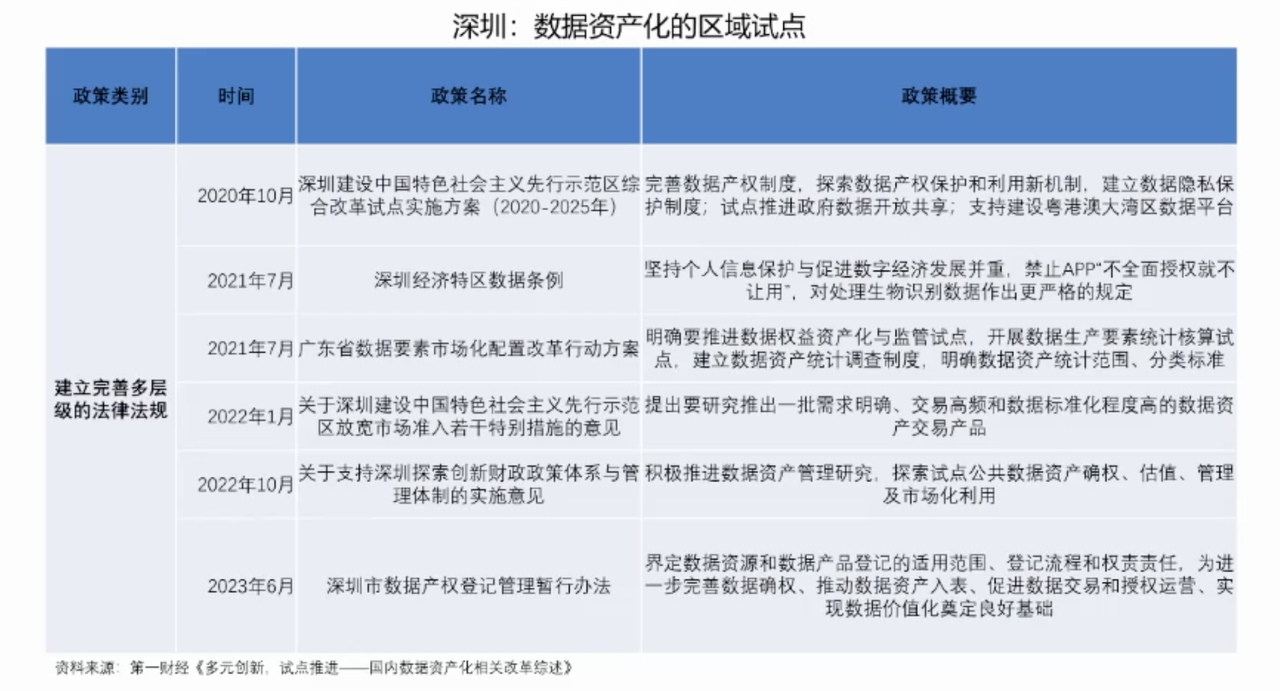 深圳：数据资产化的区域试点
政策类别
时间
政策名称
政策概要
建立完善多层
级的法律法规
2020年10月
深圳建设中国特色社会主义先行示范区综
合改革试点实施方案（2020-2025年）
完善数据产权制度，探索数据产权保护和利用新机制，建立数据隐私保
护制度；试点推进政府数据开放共享；支持建设粤港澳大湾区数据平台
2021年7月
深圳经济特区数据条例
坚持个人信息保护与促进数字经济发展并重，禁止APP“不全面授权就不
让用”，对处理生物识别数据作出更严格的规定
2021年7月
广东省数据要素市场化配置改革行动方案
明确要推进数据权益资产化与监管试点，开展数据生产要素统计核算试
点，建立数据资产统计调查制度，明确数据资产统计范围、分类标准
2022年1月
关于深圳建设中国特色社会主义先行示范
区放宽市场准入若干特别措施的意见
提出要研究推出一批需求明确、交易高频和数据标准化程度高的数据资
产交易产品
2022年10月
关于支持深圳探索创新财政政策体系与管
理体制的实施意见
积极推进数据资产管理研究，探索试点公共数据资产确权、估值、管理
及市场化利用
2023年6月
深圳市数据产权登记管理暂行办法
界定数据资源和数据产品登记的适用范围、登记流程和权责责任，为进
一步完善数据确权、推动数据资产入表、促进数据交易和授权运营、实
现数据价值化奠定良好基础
资料来源：第一财经《多元创新，试点推进——国内数据资产化相关改革综述》